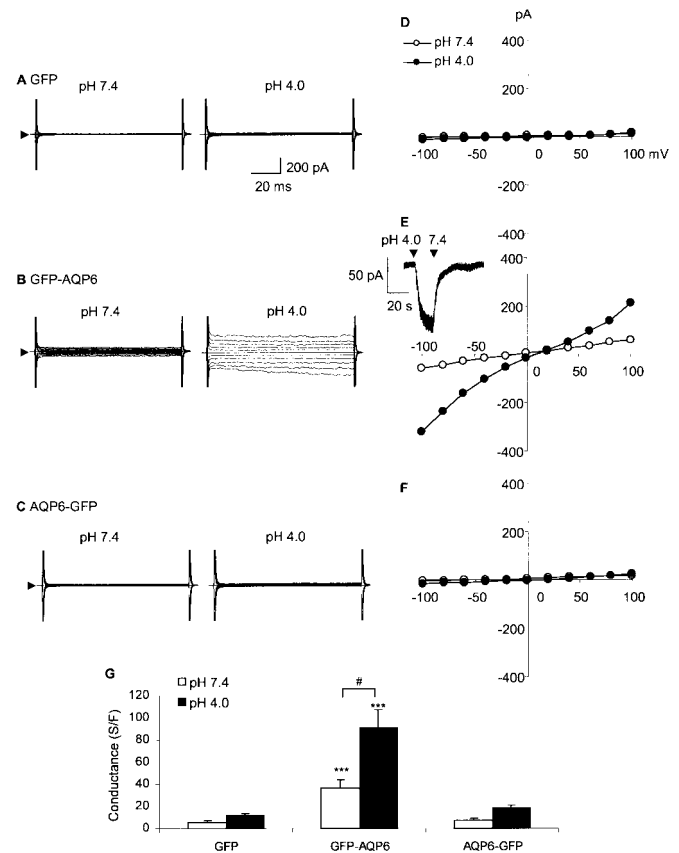 A GFP
pH 7.4
pH 4.0
200 pA
20 ms
D
pA
pH 7.4
pH 4.0
400
200
-100
-50
0
50
100 mV
-200
-400
B GFP-AQP6
pH 7.4
pH 4.0
E
pH 4.0 7.4
50 pA
20 s
400
200
-100
-50
0
50
100
-200
-400
C AQP6-GFP
pH 7.4
pH 4.0
F
400
200
-100
-50
0
50
100
-200
-400
G
pH 7.4
pH 4.0
Conductance (S/F)
120
100
80
60
40
20
0
***
#
***
GFP
GFP-AQP6
AQP6-GFP